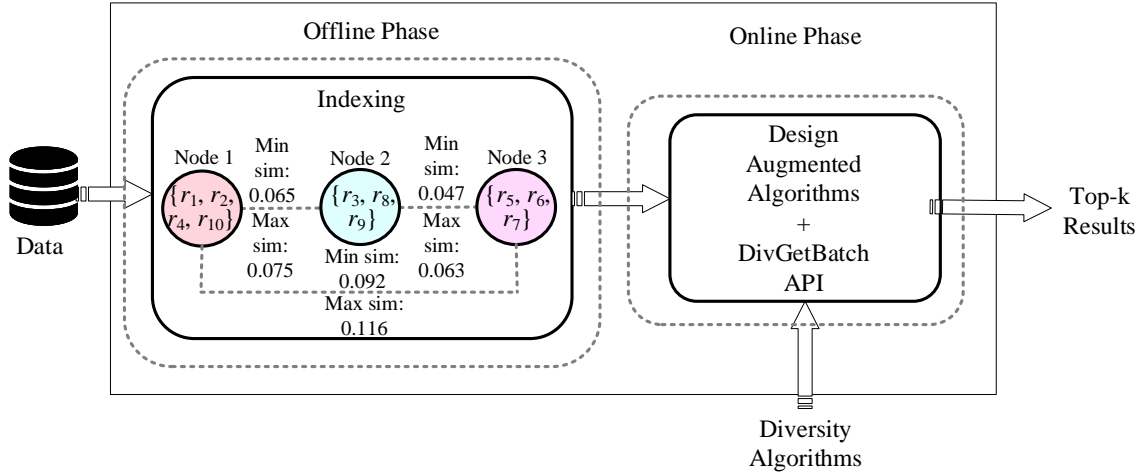 Offline Phase
Online Phase
Indexing
Node 1
{r1, r2,
r4, r10}
Min
sim:
0.065
Max
sim:
0.075
Node 2
{r3, r8,
r9}
Min
sim:
0.047
Max
sim:
0.063
Node 3
{r5, r6,
r7}
Min sim:
0.092
Max sim:
0.116
Data
Design
Augmented
Algorithms
+
DivGetBatch
API
Top-k
Results
Diversity
Algorithms